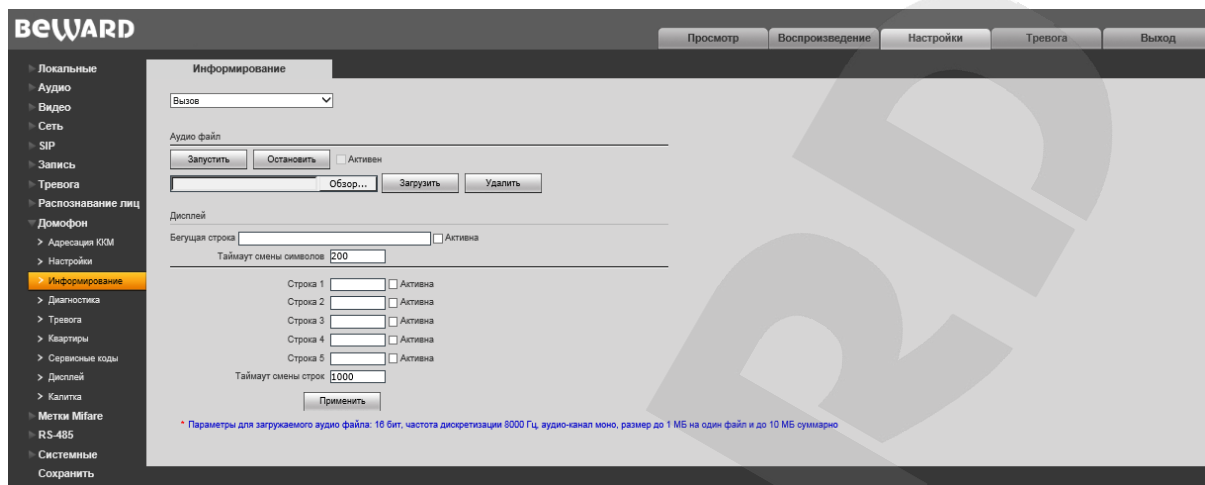 BEWARD
Просмотр Воспроизведение Настройки Тревога Выход
Локальные
Аудио
Видео
Сеть
SIP
Запись
Тревога
Распознавание лиц
Домофон
> Адресация ККМ
> Настройки
> Информирование
> Диагностика
> Тревога
> Квартиры
> Сервисные коды
> Дисплей
> Калитка
Метки Mifare
RS-485
Системные
Сохранить
Информирование
Вызов
Аудио файл
Запустить Остановить Активен
Обзор... Загрузить Удалить
Дисплей
Бегущая строка Активна
Таймаут смены символов 200
Строка 1 Активна
Строка 2 Активна
Строка 3 Активна
Строка 4 Активна
Строка 5 Активна
Таймаут смены строк 1000
Применить
* Параметры для загружаемого аудио файла: 16 бит, частота дискретизации 8000 Гц, аудио-канал моно, размер до 1 МБ на один файл и до 10 МБ суммарно